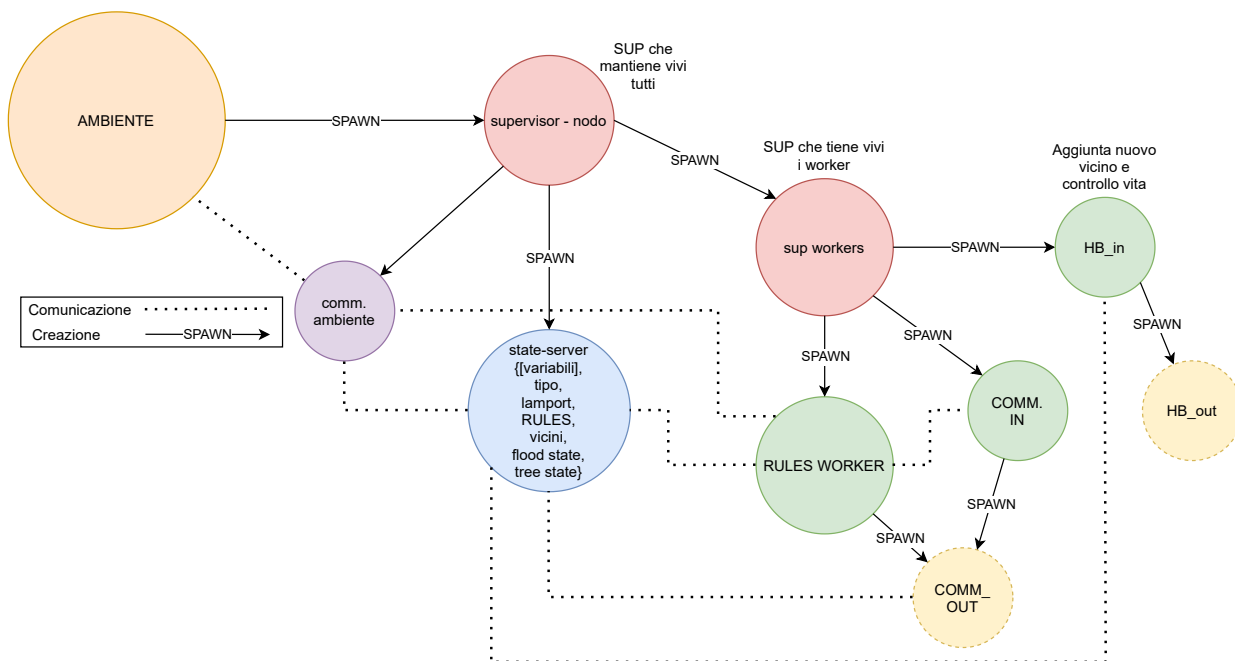 SUP che
mantiene vivi
tutti
AMBIENTE
SPAWN
supervisor - nodo
SPAWN
SUP che tiene vivi
i worker
Aggiunta nuovo
vicino e
controllo vita
sup workers
SPAWN
HB_in
SPAWN
comm.
ambiente
Comunicazione
Creazione
SPAWN
SPAWN
SPAWN
SPAWN
state-server
{[variabili],
tipo,
lamport,
RULES,
vicini,
flood state,
tree state}
COMM.
IN
HB_out
RULES WORKER
SPAWN
SPAWN
COMM_
OUT